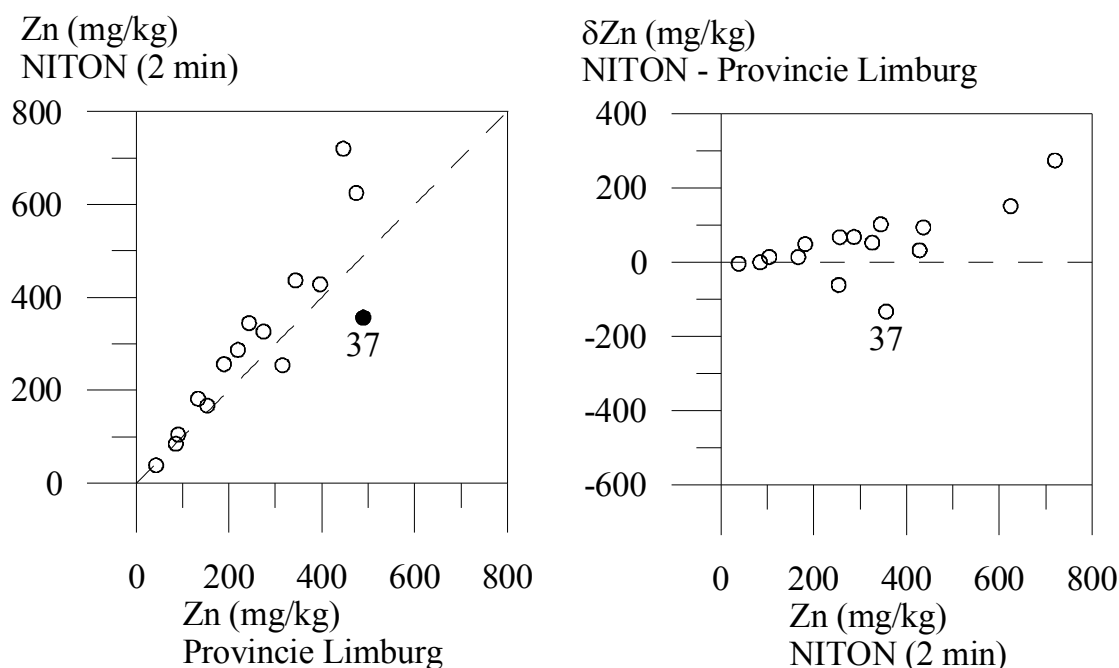 Zn (mg/kg)
NITON (2 min)
800
600
400
200
0
37
0 200 400 600 800
Zn (mg/kg)
Provincie Limburg
δZn (mg/kg)
NITON - Provincie Limburg
400
200
0
-200
-400
-600
37
0 200 400 600 800
Zn (mg/kg)
NITON (2 min)